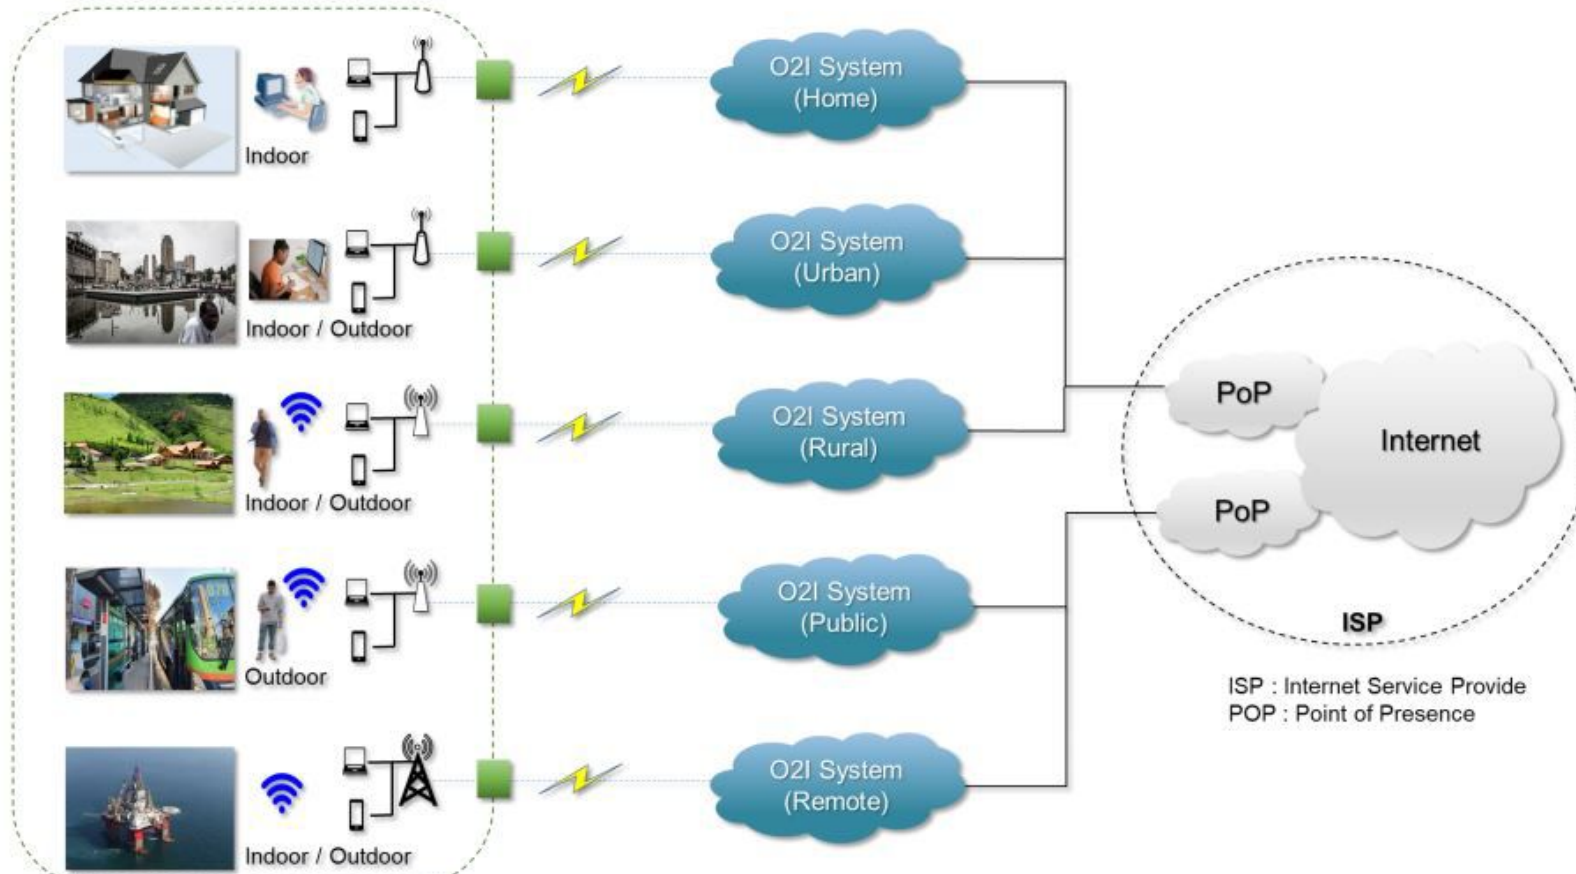 O2I System
(Home)
Indoor
O2I System
(Urban)
Indoor / Outdoor
O2I System
(Rural)
Indoor / Outdoor
PoP
Internet
PoP
O2I System
(Public)
Outdoor
ISP
ISP : Internet Service Provide
POP : Point of Presence
O2I System
(Remote)
Indoor / Outdoor